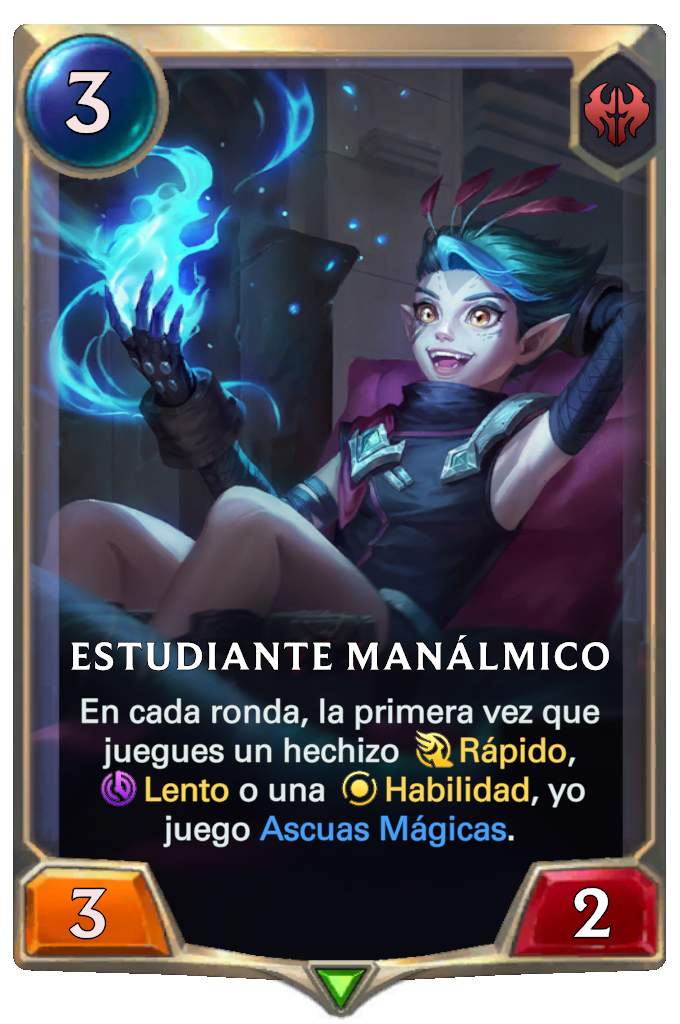 3
ESTUDIANTE MANÁLMICO
En cada ronda, la primera vez que
juegues un hechizo Rápido,
Lento o una Habilidad, yo
juego Ascuas Mágicas.
3
2